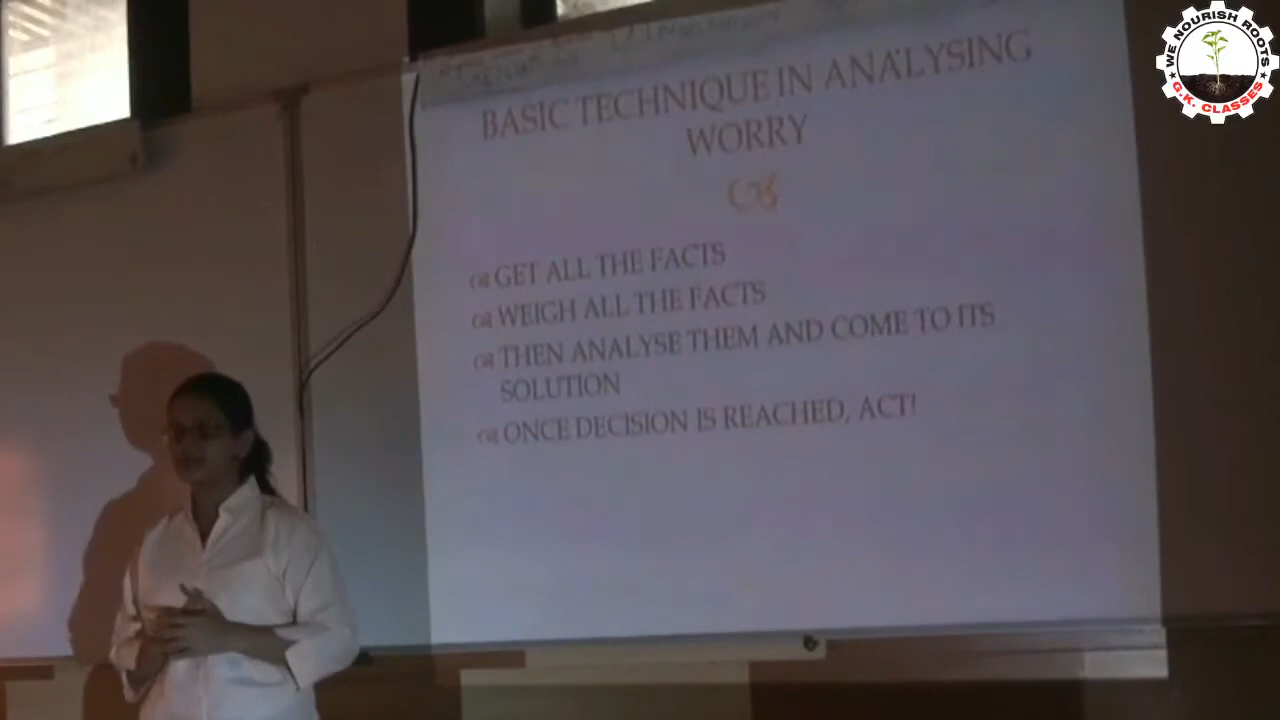 WE NOURISH ROOTS
G.K. CLASSES
BASIC TECHNIQUE IN ANALYSING
WORRY
GET ALL THE FACTS
WEIGH ALL THE FACTS
THEN ANALYSE THEM AND COME TO ITS
SOLUTION
ONCE DECISION IS REACHED, ACT!